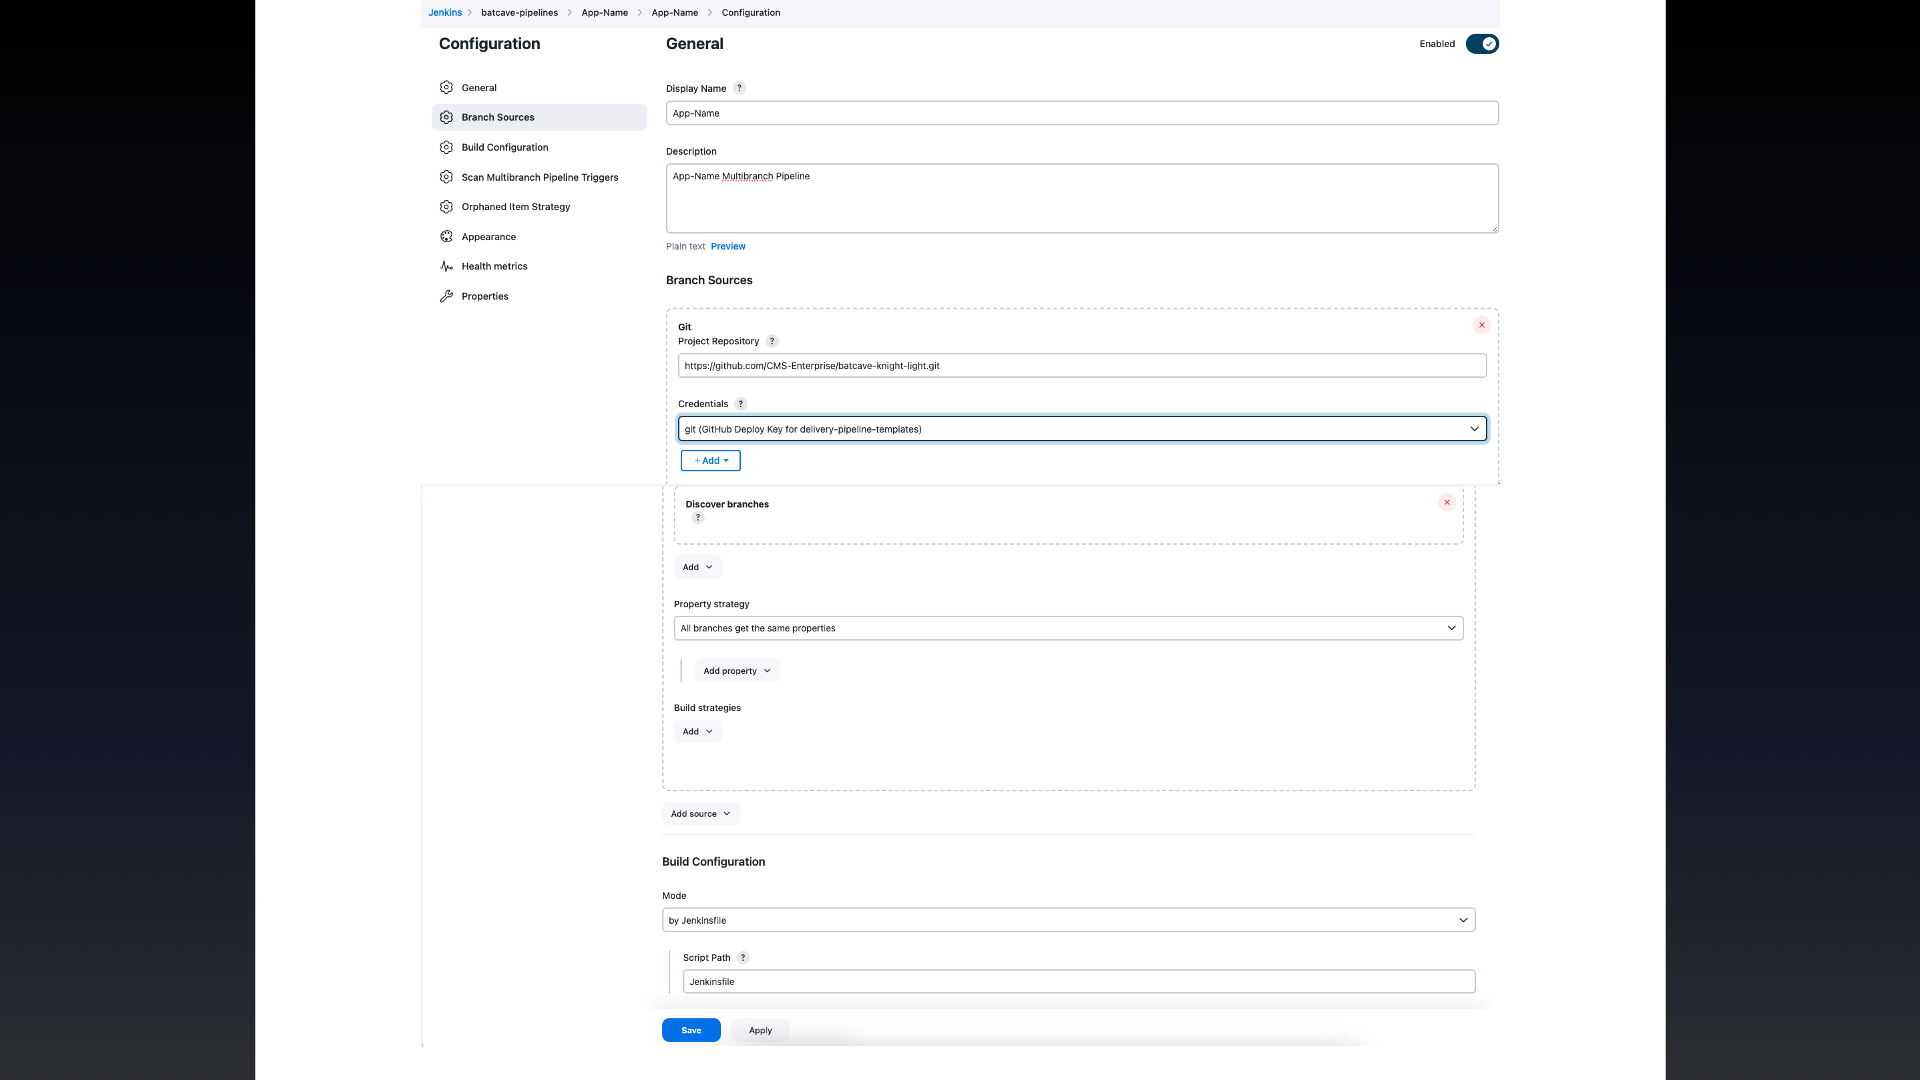 Jenkins > batcave-pipelines > App-Name > App-Name > Configuration
Configuration
General
Branch Sources
Build Configuration
Scan Multibranch Pipeline Triggers
Orphaned Item Strategy
Appearance
Health metrics
Properties
General
Enabled
Display Name ?
App-Name
Description
App-Name Multibranch Pipeline
Plain text Preview
Branch Sources
Git
Project Repository ?
https://github.com/CMS-Enterprise/batcave-knight-light.git
Credentials ?
git (GitHub Deploy Key for delivery-pipeline-templates)
+ Add
Discover branches
?
Add
Property strategy
All branches get the same properties
Add property
Build strategies
Add
Add source
Build Configuration
Mode
by Jenkinsfile
Script Path ?
Jenkinsfile
Save
Apply